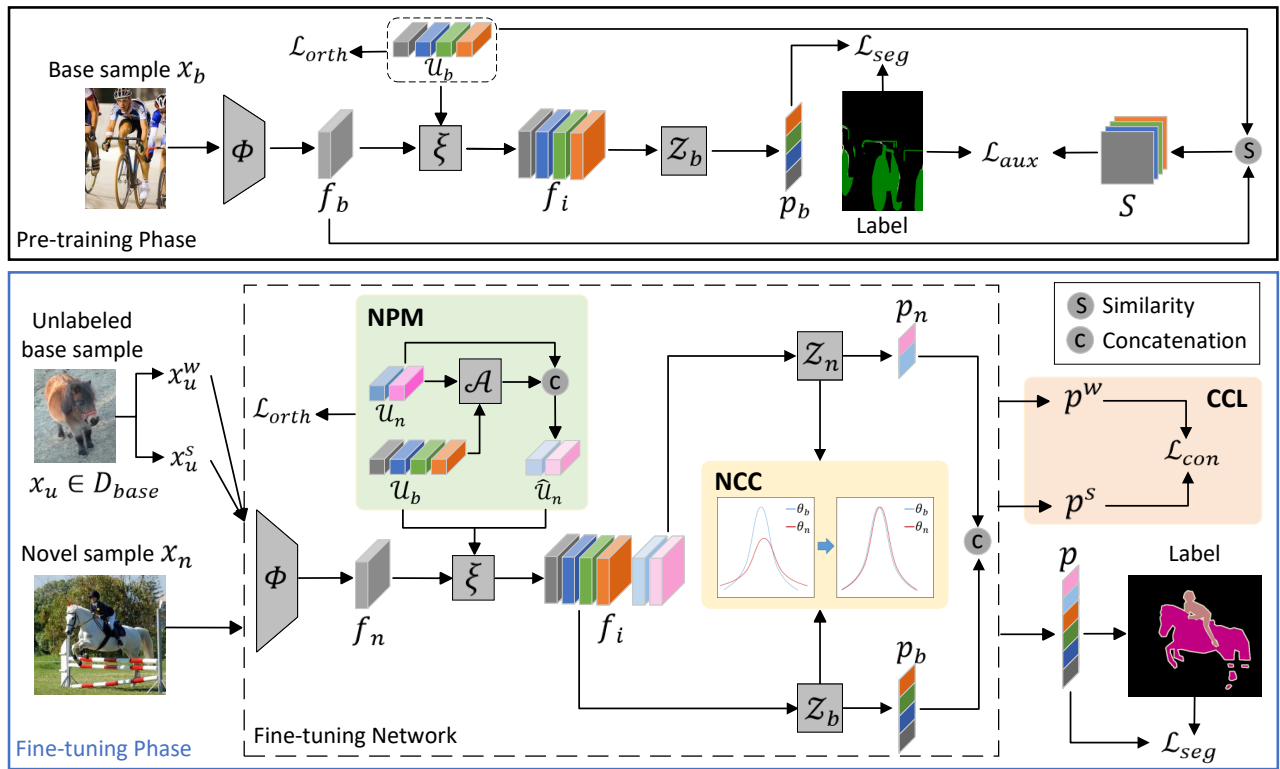 ℒ_orth
𝒰_b
ℒ_seg
Base sample x_b
Φ
ξ
𝒵_b
ℒ_aux
S
f_b
f_i
p_b
S
Label
Pre-training Phase
Unlabeled
base sample
x_u^w
x_u^s
x_u ∈ D_base
NPM
𝒜
C
ℒ_orth
𝒰_n
𝒰_b
𝒰̂_n
p_n
𝒵_n
S Similarity
C Concatenation
p^w
CCL
ℒ_con
p^s
NCC
θ_b
θ_n
θ_b
θ_n
C
Novel sample x_n
Φ
f_n
ξ
f_i
p_b
𝒵_b
p
Label
ℒ_seg
Fine-tuning Phase
Fine-tuning Network